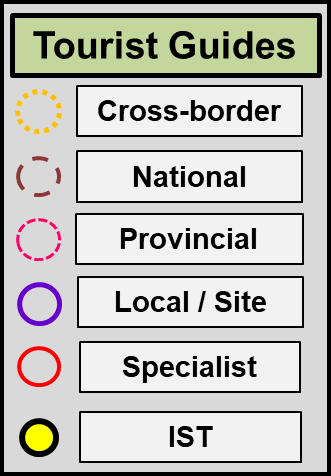 Tourist Guides
Cross-border
National
Provincial
Local / Site
Specialist
IST